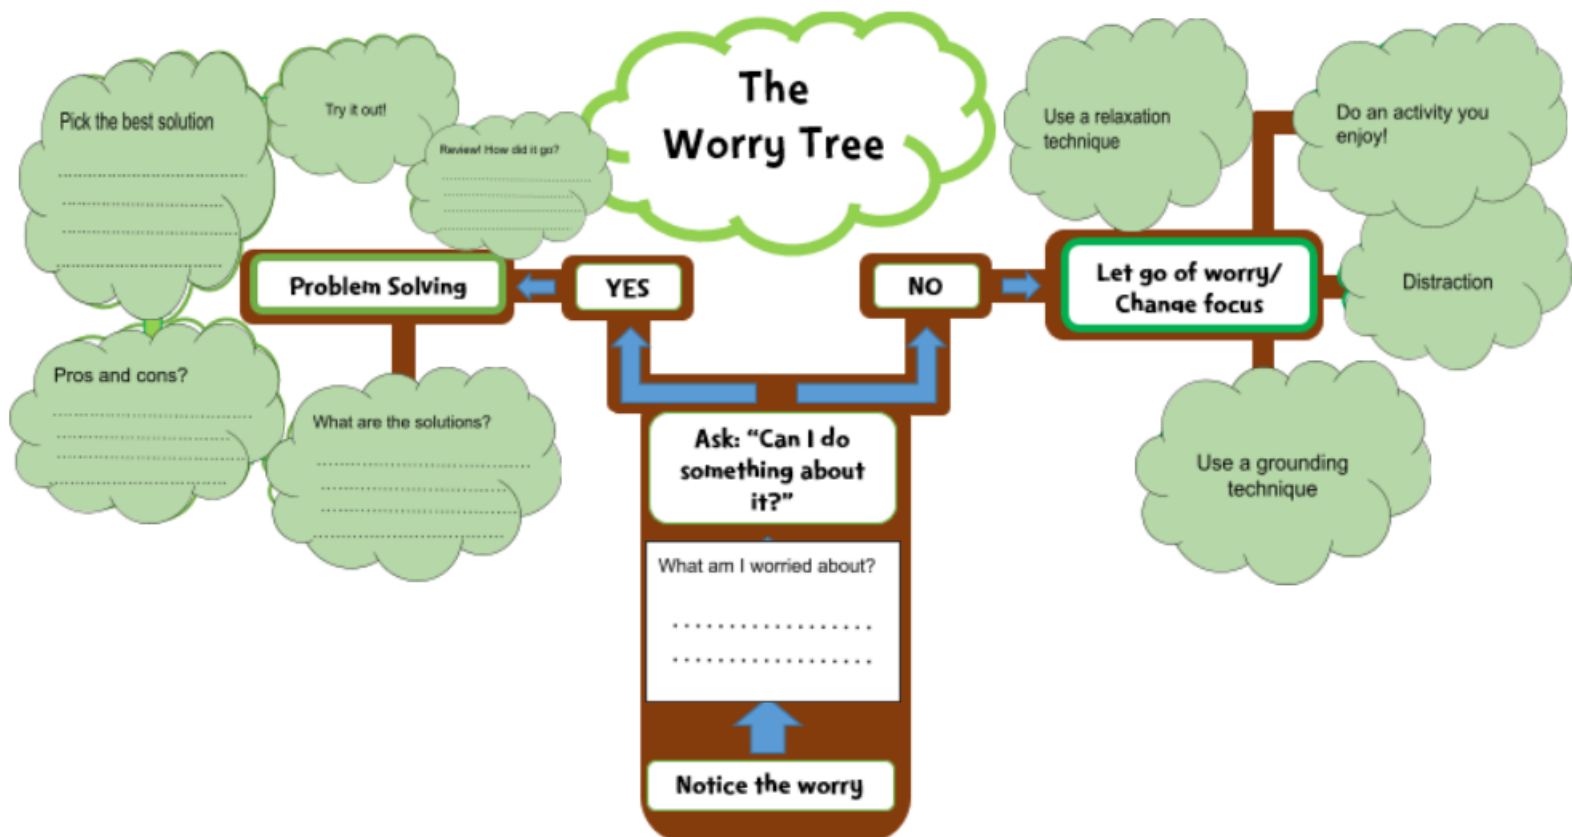 The
Worry Tree
Pick the best solution
Try it out!
Review! How did it go?
Use a relaxation
technique
Do an activity you
enjoy!
Problem Solving
YES
NO
Let go of worry/
Change focus
Distraction
Pros and cons?
What are the solutions?
Ask: “Can I do
something about
it?”
Use a grounding
technique
What am I worried about?
Notice the worry